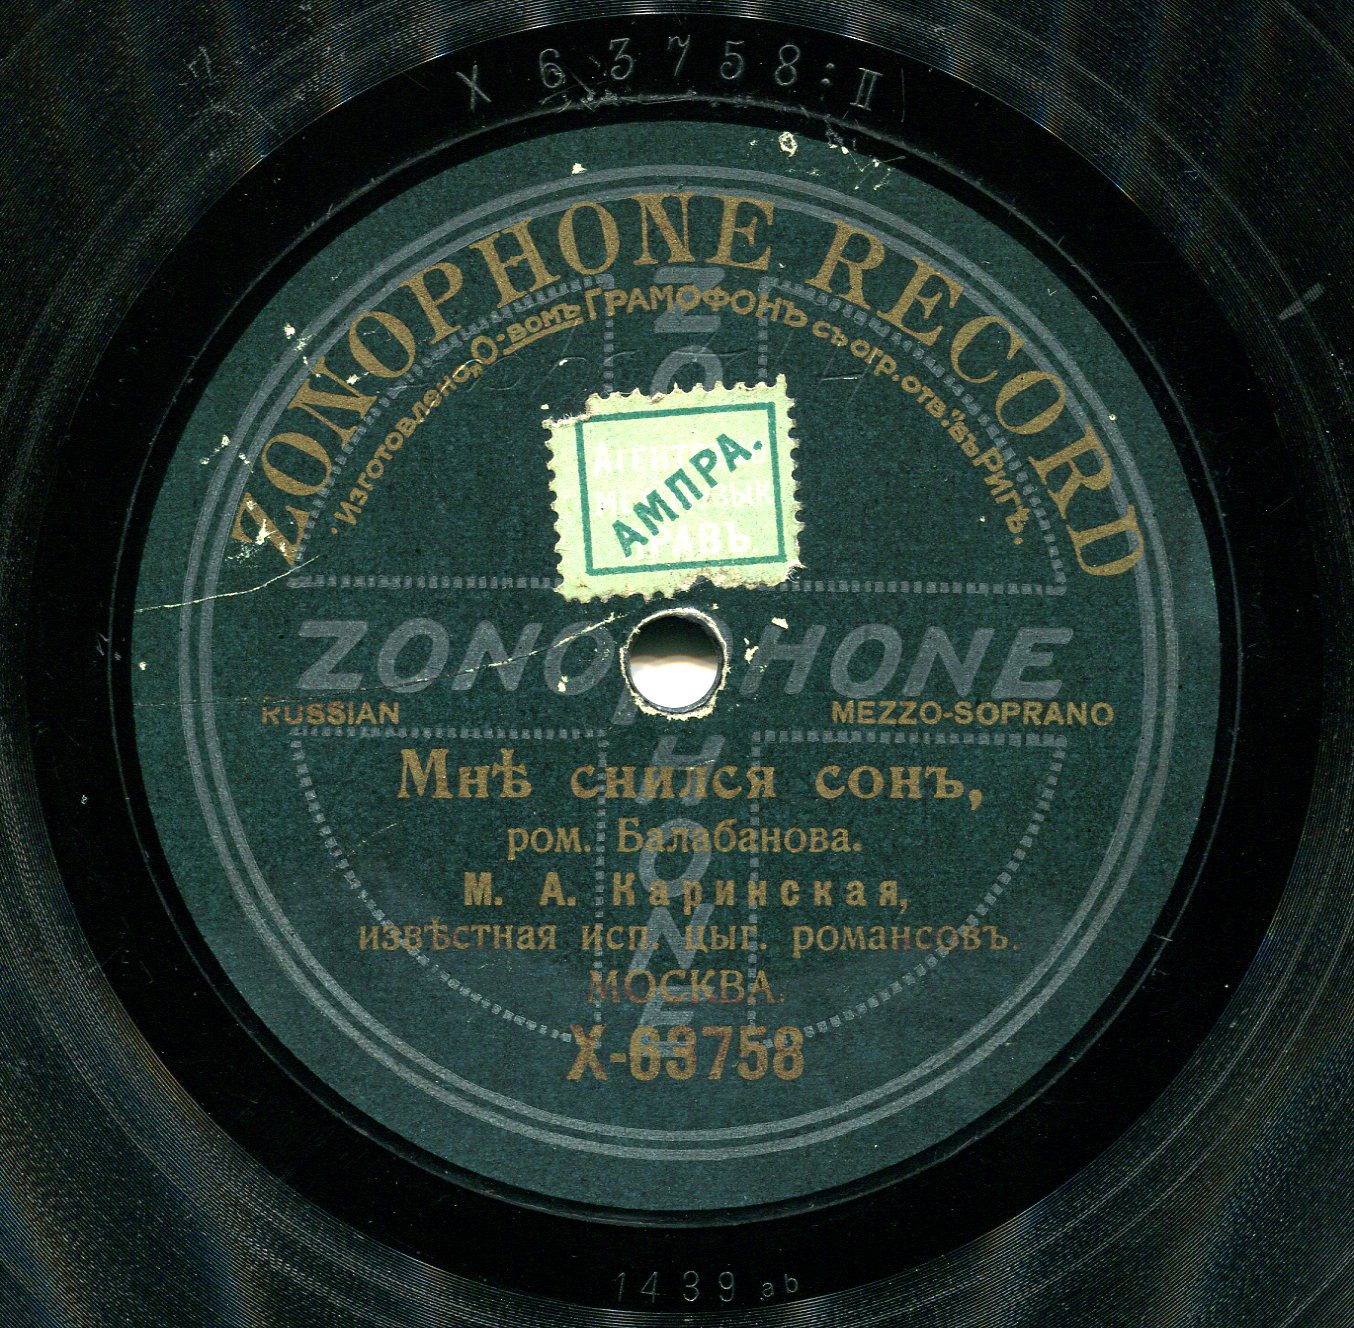 X 63758:II
ZONOPHONE RECORD
Изготовлено О-вомъ Грамофонъ съ огр. отв. "въ Ригѣ.
АМПРА.
ПРАВЪ
ZONOPHONE
RUSSIAN
MEZZO-SOPRANO
Мнѣ снился сонъ,
ром. Балабанова.
М. А. Каринская,
извѣстная исп. цыг. романсовъ.
МОСКВА.
X-63758
1439 ab